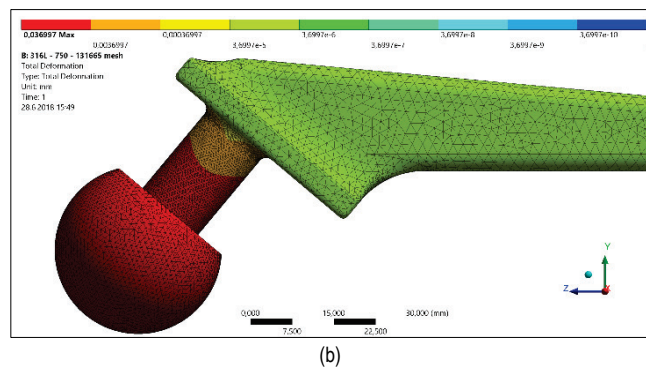 0,036997 Max
0,0036997
0,00036997
3,6997e-5
3,6997e-6
3,6997e-7
3,6997e-8
3,6997e-9
3,6997e-10
B: 316L - 750 - 131665 mesh
Total Deformation
Type: Total Deformation
Unit: mm
Time: 1
28.6.2018 15:49
Y
Z
X
0,000 15,000 30,000 (mm)
7,500 22,500
(b)